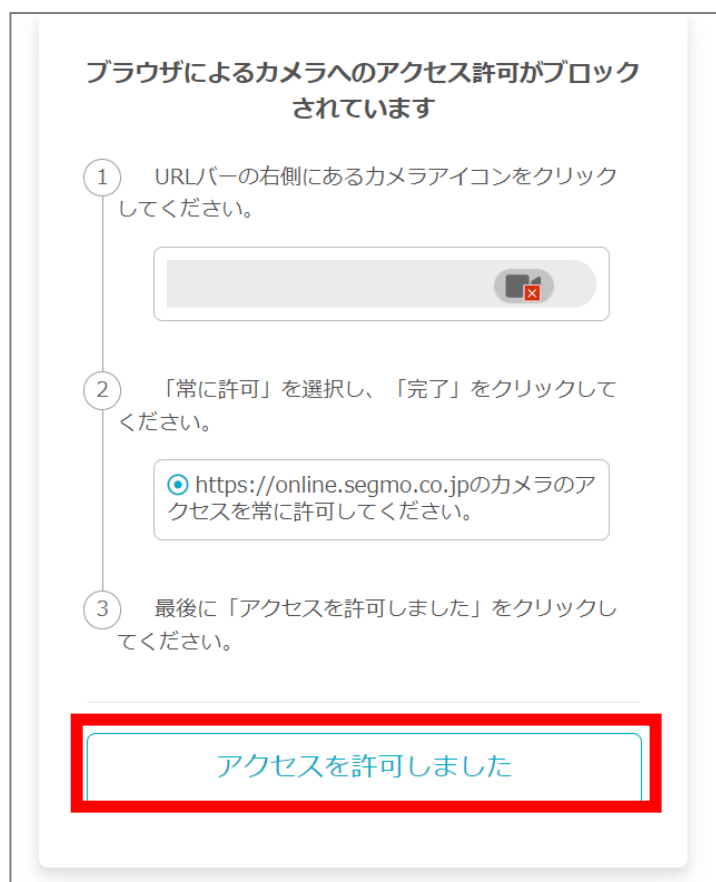 ブラウザによるカメラへのアクセス許可がブロック
されています
1 URLバーの右側にあるカメラアイコンをクリック
してください。
2 「常に許可」を選択し、「完了」をクリックして
ください。
https://online.segmo.co.jpのカメラのア
クセスを常に許可してください。
3 最後に「アクセスを許可しました」をクリックし
てください。
アクセスを許可しました